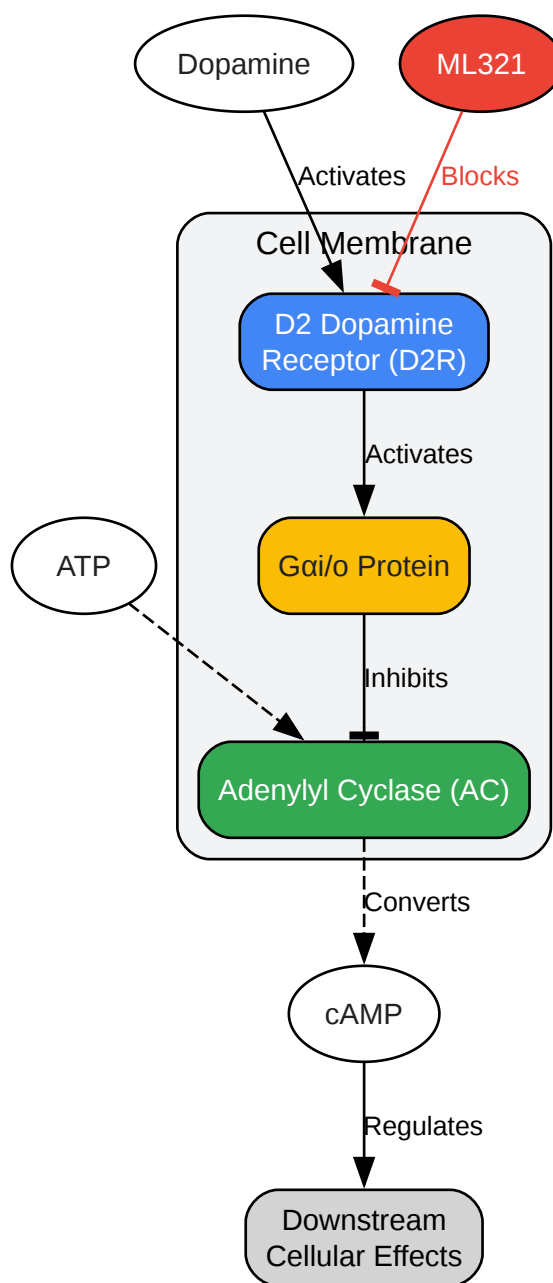 Dopamine
ML321
Activates
Blocks
Cell Membrane
D2 Dopamine
Receptor (D2R)
Activates
ATP
Gαi/o Protein
Inhibits
Adenylyl Cyclase (AC)
Converts
cAMP
Regulates
Downstream
Cellular Effects